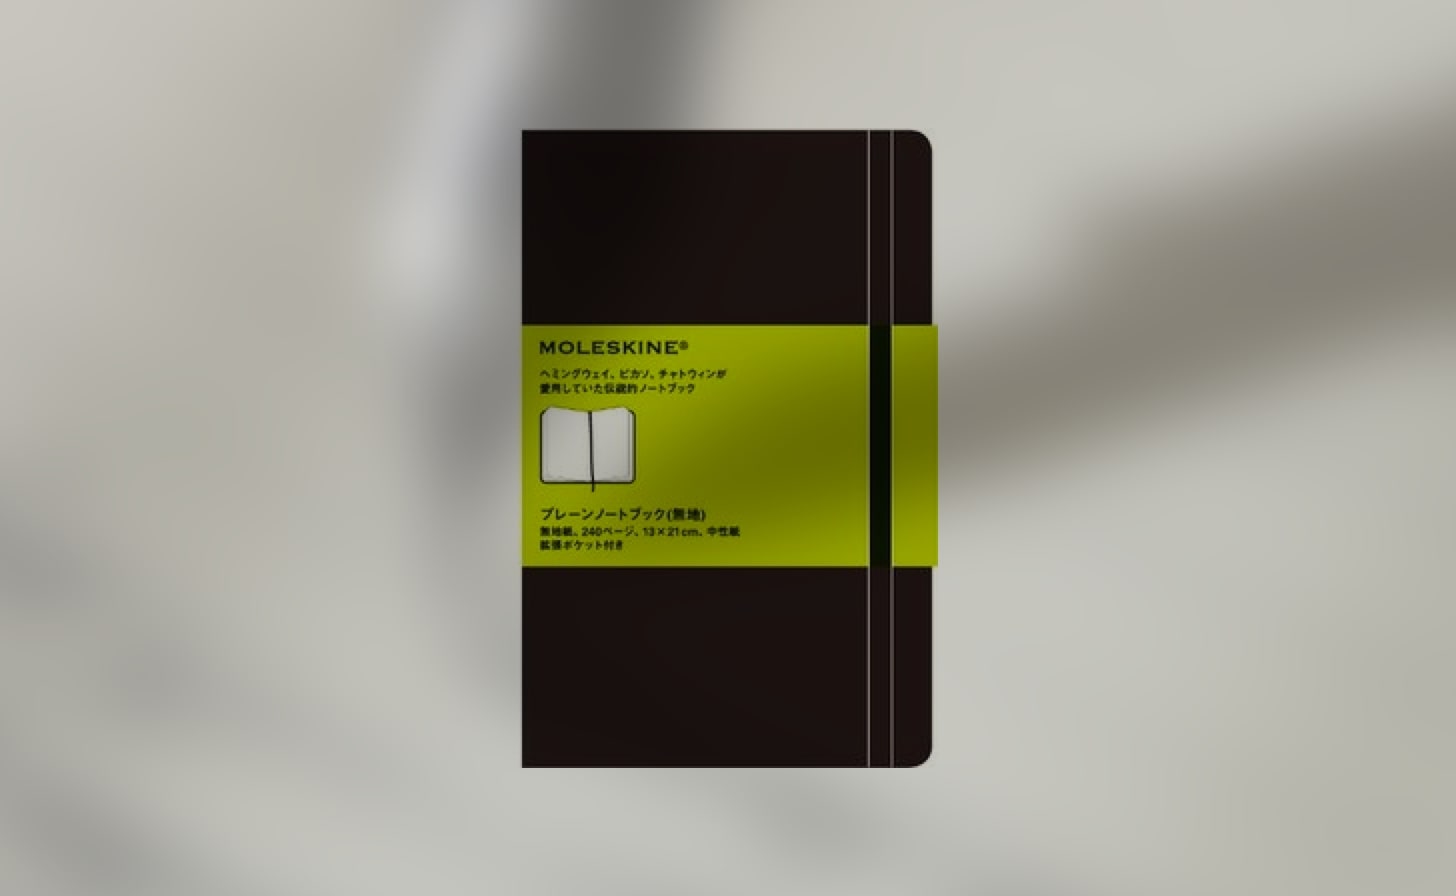 MOLESKINE®
ヘミングウェイ、ピカソ、チャトウィンが
愛用していた伝説的ノートブック
プレーンノートブック(無地)
無地紙、240ページ、13×21cm、中性紙
拡張ポケット付き